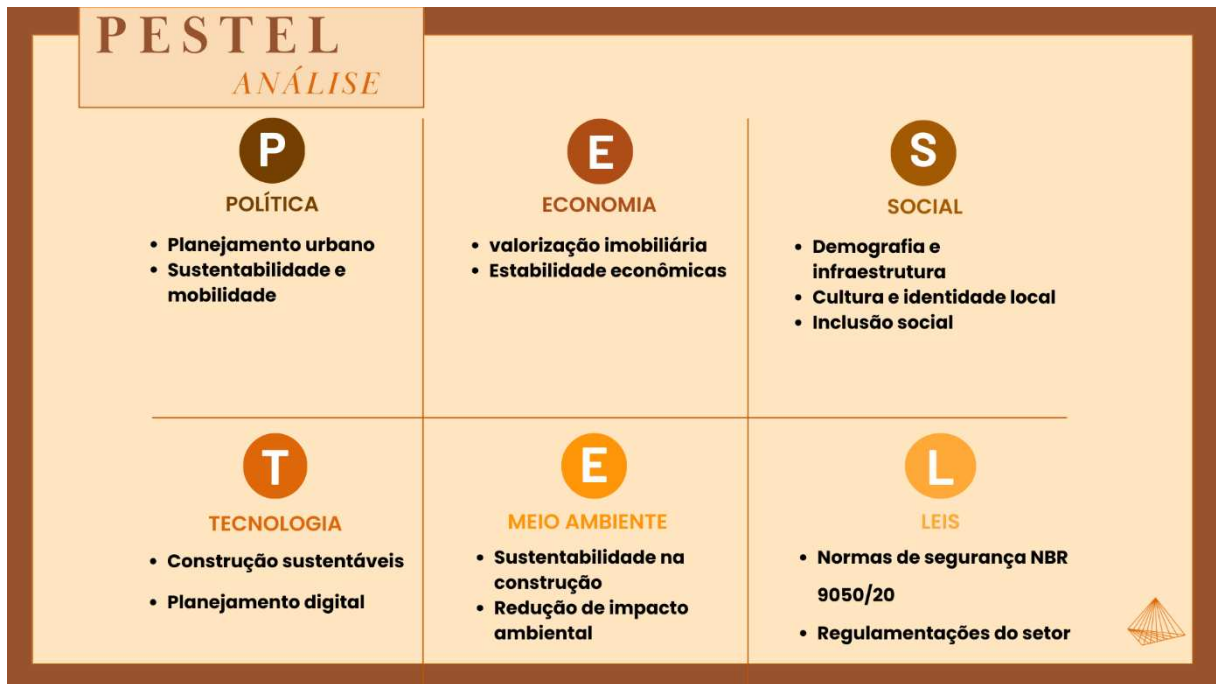 PESTEL
ANÁLISE
P
POLÍTICA
• Planejamento urbano
• Sustentabilidade e
mobilidade
E
ECONOMIA
• valorização imobiliária
• Estabilidade econômicas
S
SOCIAL
• Demografia e
infraestrutura
• Cultura e identidade local
• Inclusão social
T
TECNOLOGIA
• Construção sustentáveis
• Planejamento digital
E
MEIO AMBIENTE
• Sustentabilidade na
construção
• Redução de impacto
ambiental
L
LEIS
• Normas de segurança NBR
9050/20
• Regulamentações do setor